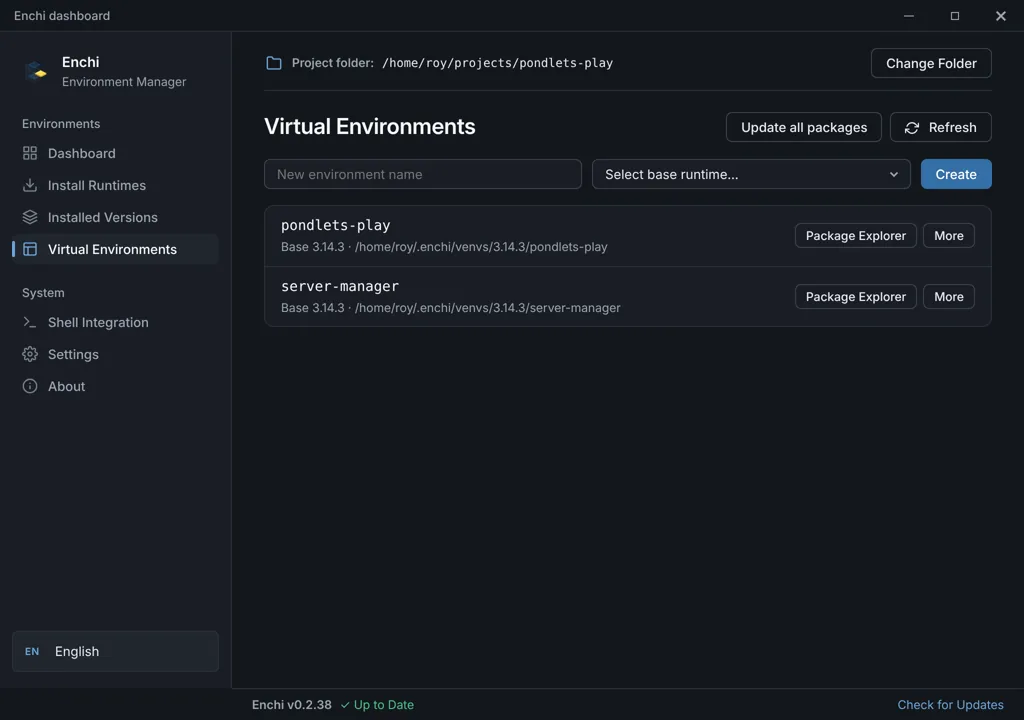 Enchi dashboard
Enchi
Environment Manager
Environments
Dashboard
Install Runtimes
Installed Versions
Virtual Environments
System
Shell Integration
Settings
About
EN English
Project folder: /home/roy/projects/pondlets-play
Change Folder
Virtual Environments
Update all packages
Refresh
New environment name
Select base runtime...
Create
pondlets-play
Base 3.14.3 · /home/roy/.enchi/venvs/3.14.3/pondlets-play
Package Explorer
More
server-manager
Base 3.14.3 · /home/roy/.enchi/venvs/3.14.3/server-manager
Package Explorer
More
Enchi v0.2.38 ✓ Up to Date
Check for Updates